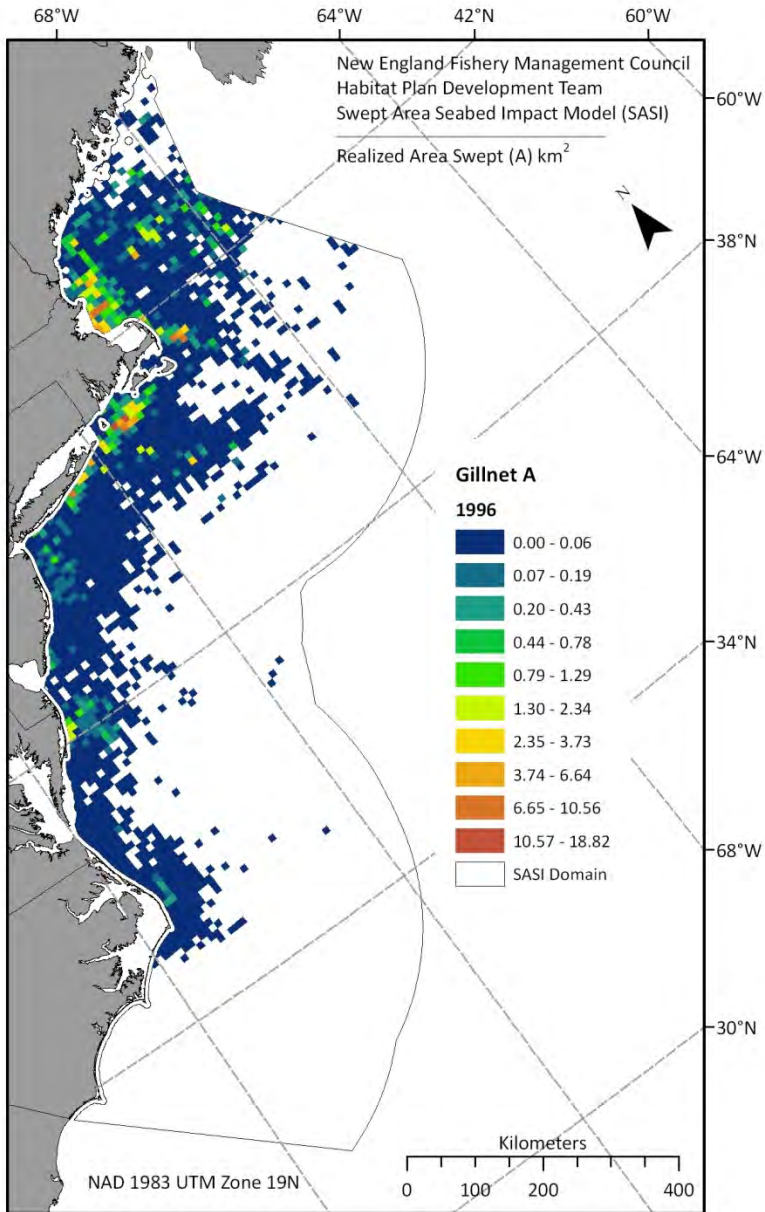 68°W 64°W 42°N 60°W
New England Fishery Management Council
Habitat Plan Development Team
Swept Area Seabed Impact Model (SASI)
Realized Area Swept (A) km²
60°W
N
38°N
64°W
Gillnet A
1996
0.00 - 0.06
0.07 - 0.19
0.20 - 0.43
0.44 - 0.78
0.79 - 1.29
1.30 - 2.34
2.35 - 3.73
3.74 - 6.64
6.65 - 10.56
10.57 - 18.82
SASI Domain
34°N
68°W
30°N
Kilometers
0 100 200 400
NAD 1983 UTM Zone 19N